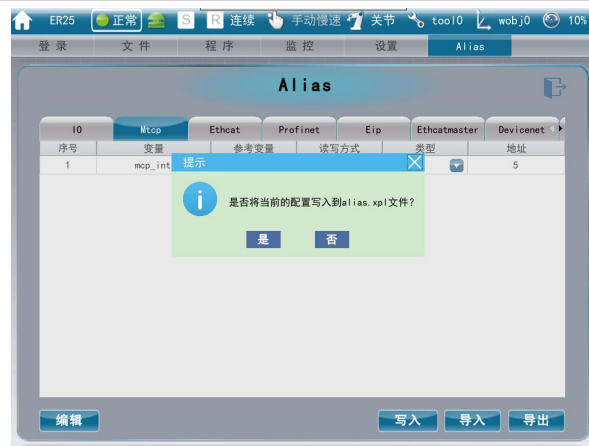 ER25 正常 S R 连续 手动慢速 关节 tool0 wobj0 10%
登录 文件 程序 监控 设置 Alias
Alias
IO Mtcp Ethcat Profinet Eip Ethcatmaster Devicenet
序号 变量 参考变量 读写方式 类型 地址
1 mcp_int 5
提示
是否将当前的配置写入到alias.xpl文件?
是 否
编辑 写入 导入 导出